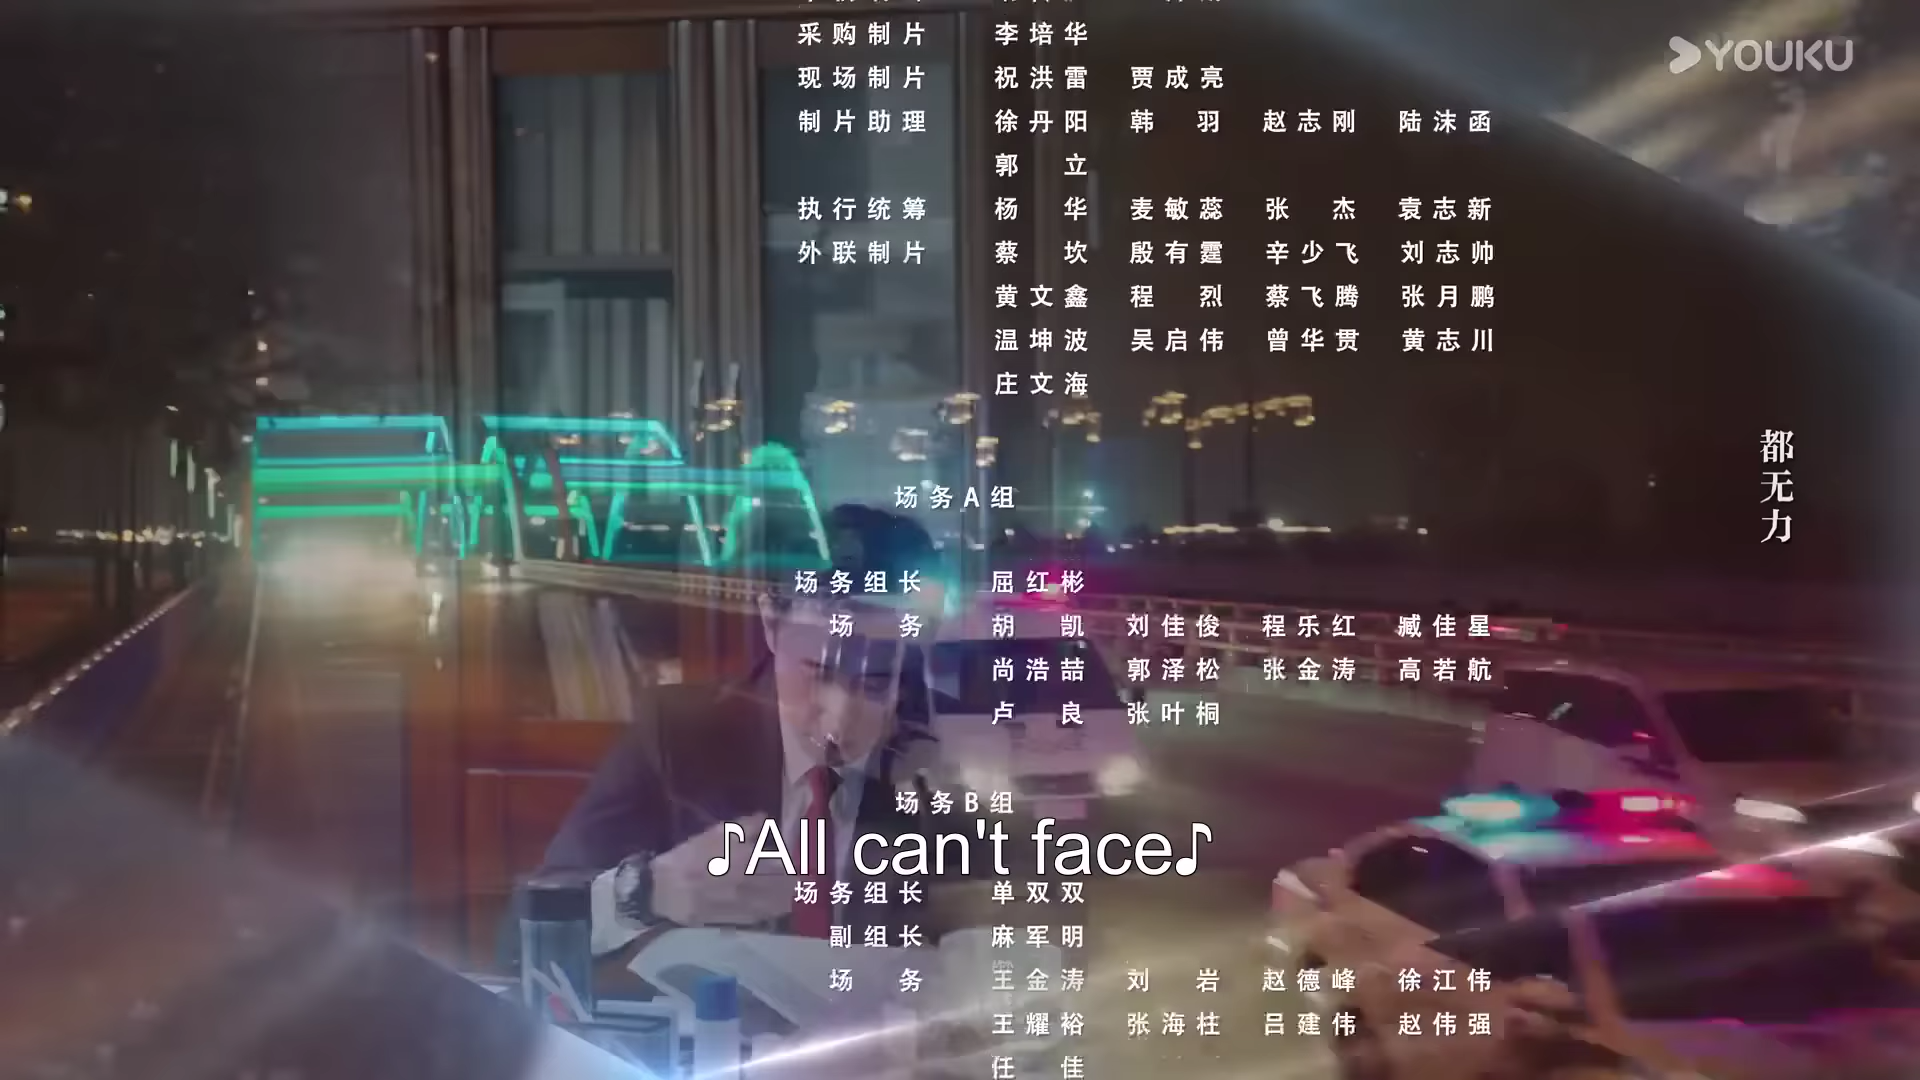 YOUKU
采购制片 李培华
现场制片 祝洪雷 贾成亮
制片助理 徐丹阳 韩羽 赵志刚 陆沫函
郭立
执行统筹 杨华 麦敏蕊 张杰 袁志新
外联制片 蔡坎 殷有霆 辛少飞 刘志帅
黄文鑫 程烈 蔡飞腾 张月鹏
温坤波 吴启伟 曾华贯 黄志川
庄文海
都无力
场务A组
场务组长 屈红彬
场务 胡凯 刘佳俊 程乐红 臧佳星
尚浩喆 郭泽松 张金涛 高若航
卢良 张叶桐
场务B组
♪All can't face♪
场务组长 单双双
副组长 麻军明
场务 王金涛 刘岩 赵德峰 徐江伟
王耀裕 张海柱 吕建伟 赵伟强
任佳